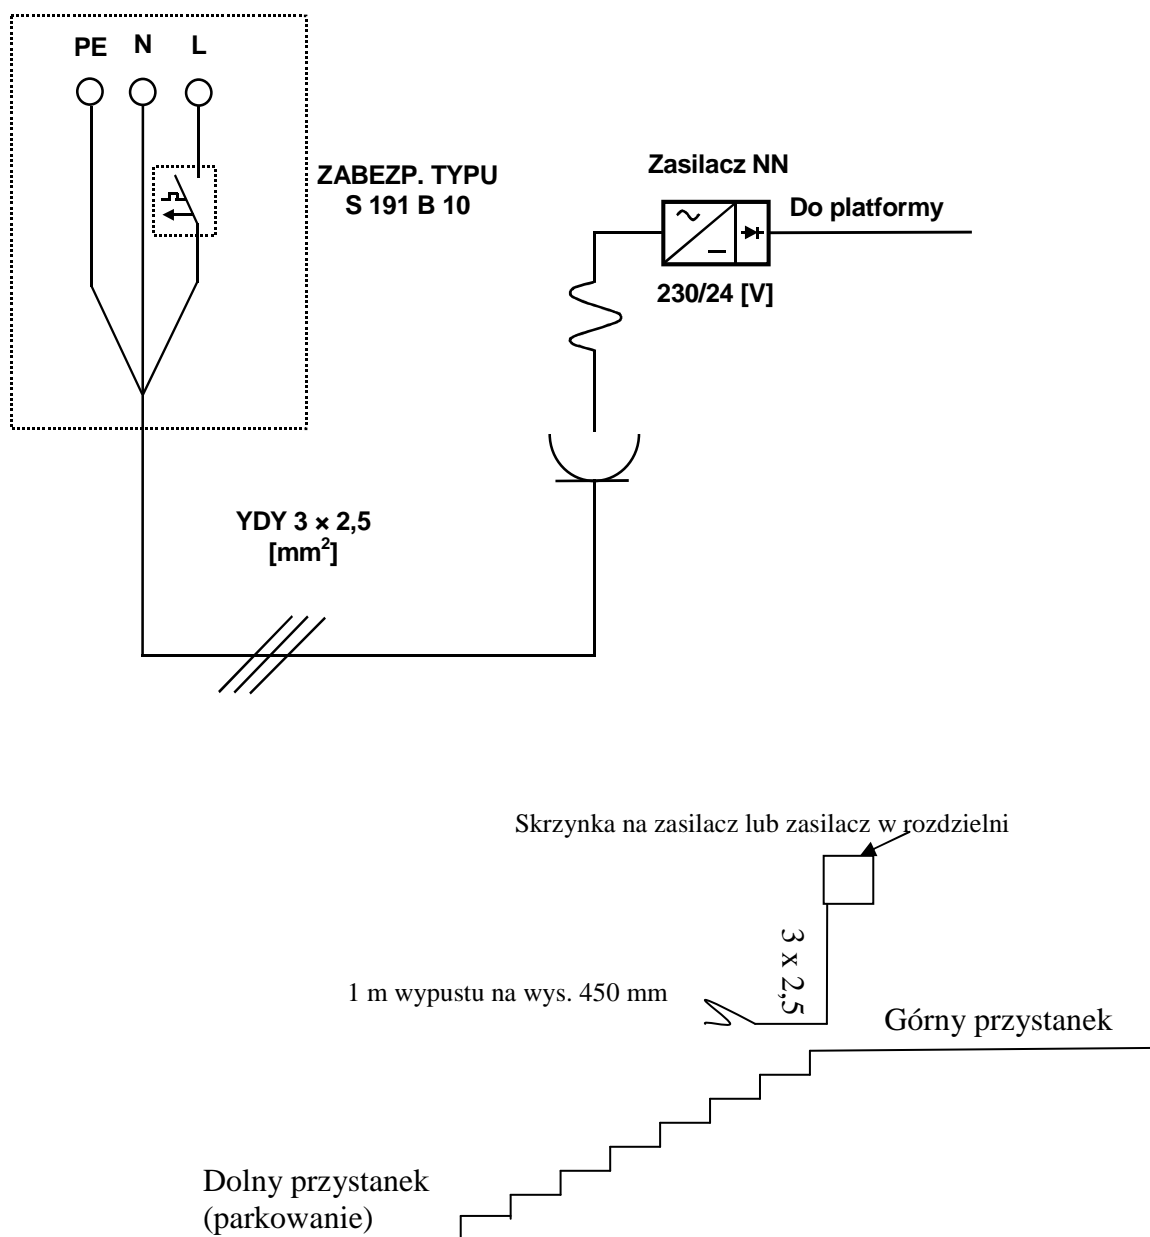 PE N L
ZABEZP. TYPU
S 191 B 10
Zasilacz NN
Do platformy
230/24 [V]
YDY 3 × 2,5
[mm²]
Skrzynka na zasilacz lub zasilacz w rozdzielni
3 x 2,5
1 m wypustu na wys. 450 mm
Górny przystanek
Dolny przystanek
(parkowanie)